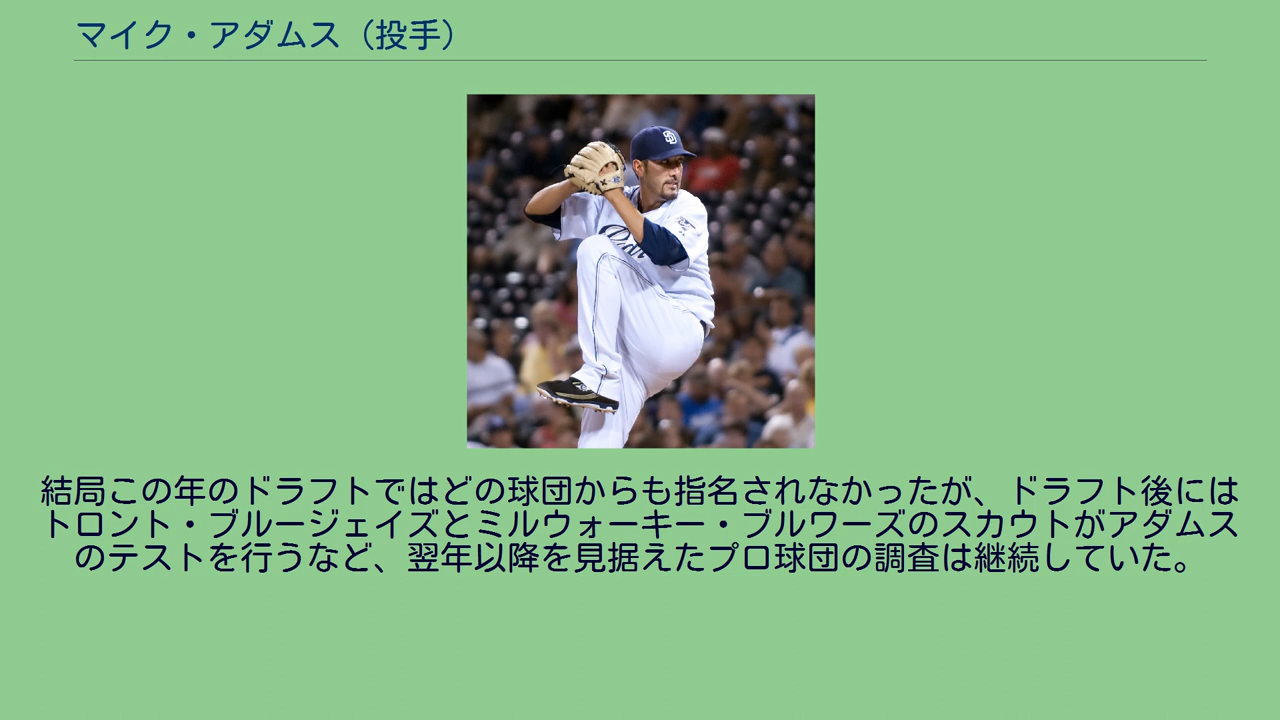 マイク・アダムス（投手）
SD
Padr
結局この年のドラフトではどの球団からも指名されなかったが、ドラフト後には
トロント・ブルージェイズとミルウォーキー・ブルワーズのスカウトがアダムス
のテストを行うなど、翌年以降を見据えたプロ球団の調査は継続していた。